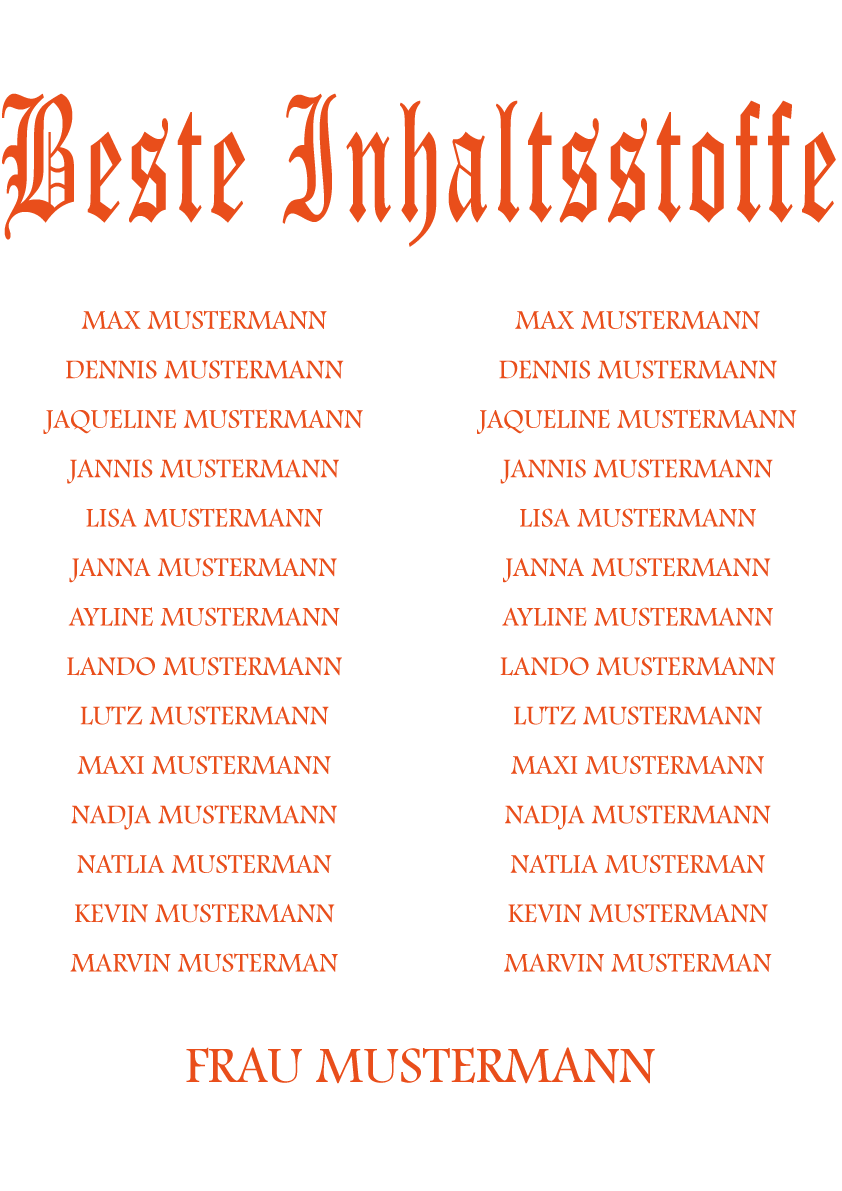 Beste Inhaltsstoffe
MAX MUSTERMANN MAX MUSTERMANN
DENNIS MUSTERMANN DENNIS MUSTERMANN
JAQUELINE MUSTERMANN JAQUELINE MUSTERMANN
JANNIS MUSTERMANN JANNIS MUSTERMANN
LISA MUSTERMANN LISA MUSTERMANN
JANNA MUSTERMANN JANNA MUSTERMANN
AYLINE MUSTERMANN AYLINE MUSTERMANN
LANDO MUSTERMANN LANDO MUSTERMANN
LUTZ MUSTERMANN LUTZ MUSTERMANN
MAXI MUSTERMANN MAXI MUSTERMANN
NADJA MUSTERMANN NADJA MUSTERMANN
NATLIA MUSTERMAN NATLIA MUSTERMAN
KEVIN MUSTERMANN KEVIN MUSTERMANN
MARVIN MUSTERMAN MARVIN MUSTERMAN
FRAU MUSTERMANN